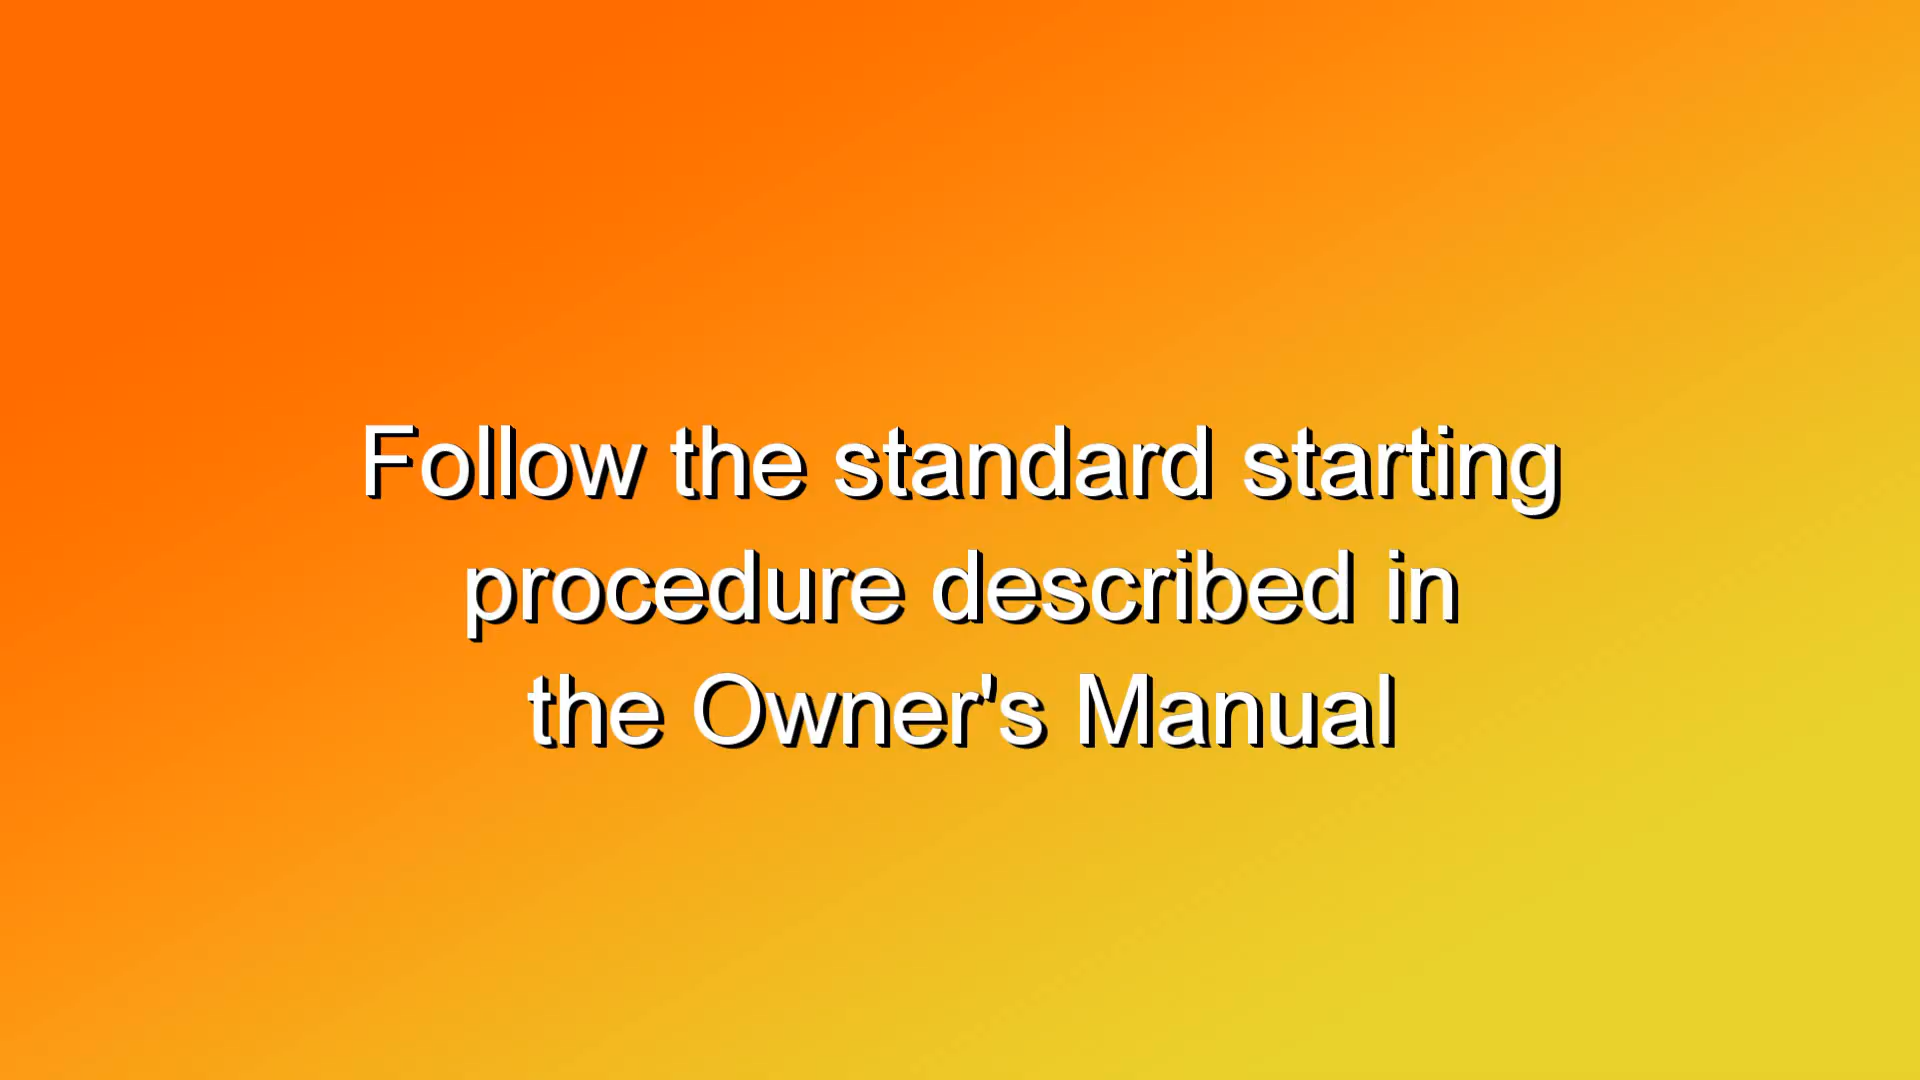 Follow the standard starting
procedure described in
the Owner's Manual